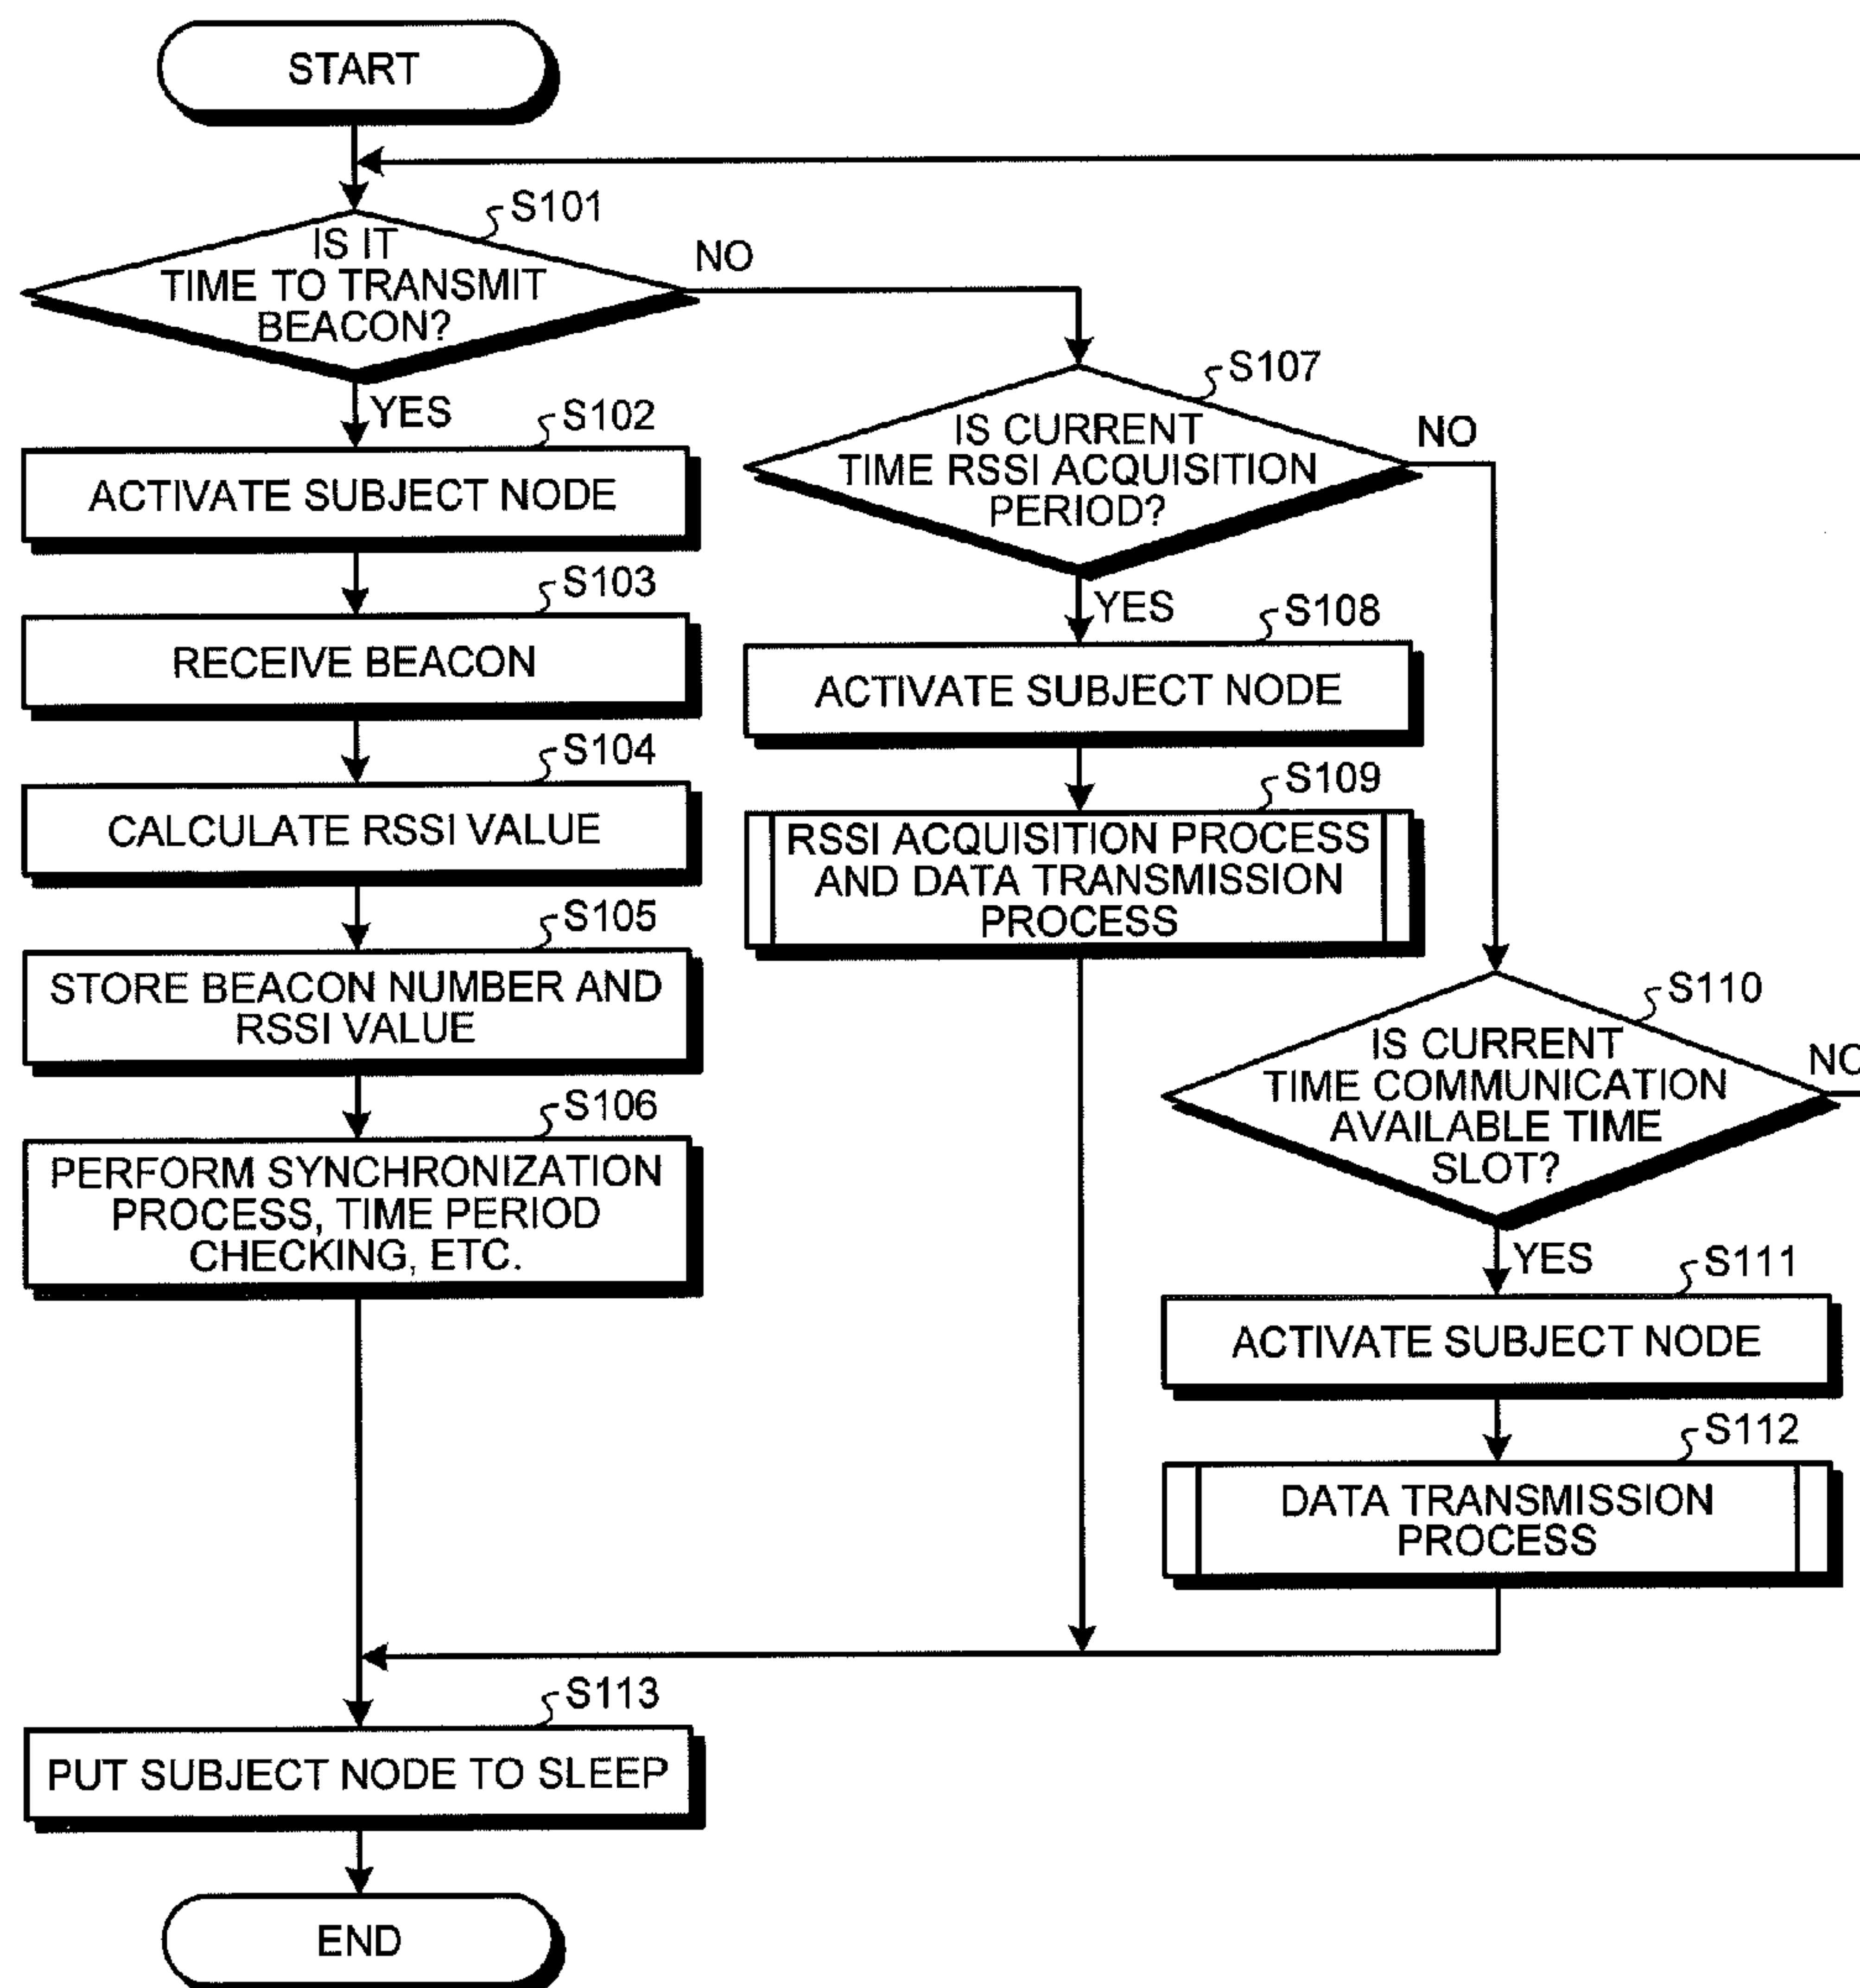 START
S101
IS IT
TIME TO TRANSMIT
BEACON?
NO
YES
S102
ACTIVATE SUBJECT NODE
S103
RECEIVE BEACON
S104
CALCULATE RSSI VALUE
S105
STORE BEACON NUMBER AND
RSSI VALUE
S106
PERFORM SYNCHRONIZATION
PROCESS, TIME PERIOD
CHECKING, ETC.
S107
IS CURRENT
TIME RSSI ACQUISITION
PERIOD?
NO
YES
S108
ACTIVATE SUBJECT NODE
S109
RSSI ACQUISITION PROCESS
AND DATA TRANSMISSION
PROCESS
S110
IS CURRENT
TIME COMMUNICATION
AVAILABLE TIME
SLOT?
NO
YES
S111
ACTIVATE SUBJECT NODE
S112
DATA TRANSMISSION
PROCESS
S113
PUT SUBJECT NODE TO SLEEP
END